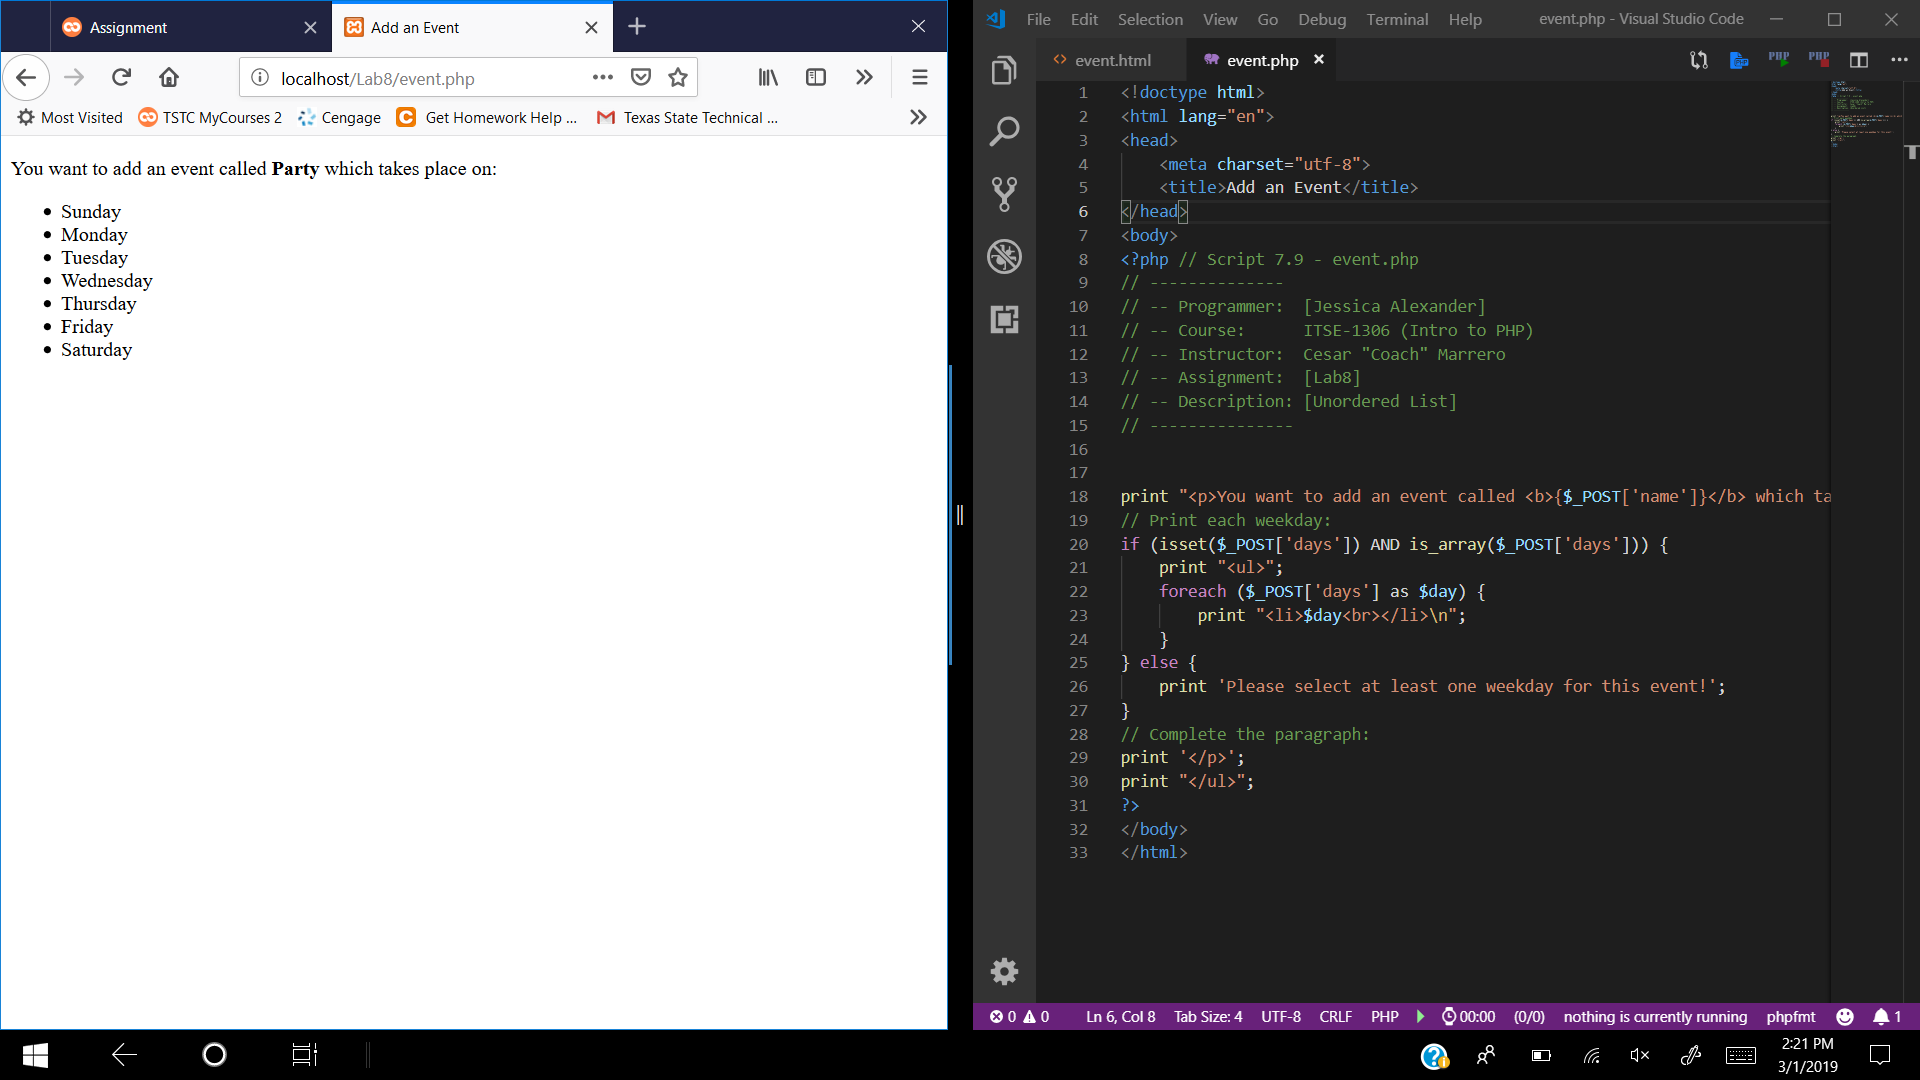 Assignment
Add an Event
localhost/Lab8/event.php
Most Visited
TSTC MyCourses 2
Cengage
Get Homework Help ...
Texas State Technical ...
You want to add an event called Party which takes place on:
Sunday
Monday
Tuesday
Wednesday
Thursday
Friday
Saturday
File Edit Selection View Go Debug Terminal Help
event.php - Visual Studio Code
event.html
event.php
1 <!doctype html>
2 <html lang="en">
3 <head>
4 <meta charset="utf-8">
5 <title>Add an Event</title>
6 </head>
7 <body>
8 <?php // Script 7.9 - event.php
9 // --------------
10 // -- Programmer: [Jessica Alexander]
11 // -- Course: ITSE-1306 (Intro to PHP)
12 // -- Instructor: Cesar "Coach" Marrero
13 // -- Assignment: [Lab8]
14 // -- Description: [Unordered List]
15 // ---------------
16
17
18 print "<p>You want to add an event called <b>{$_POST['name']}</b> which ta
19 // Print each weekday:
20 if (isset($_POST['days']) AND is_array($_POST['days'])) {
21 print "<ul>";
22 foreach ($_POST['days'] as $day) {
23 print "<li>$day<br></li>\n";
24 }
25 } else {
26 print 'Please select at least one weekday for this event!';
27 }
28 // Complete the paragraph:
29 print '</p>';
30 print "</ul>";
31 ?>
32 </body>
33 </html>
0 0 Ln 6, Col 8 Tab Size: 4 UTF-8 CRLF PHP 00:00 (0/0) nothing is currently running phpfmt 1
2:21 PM
3/1/2019